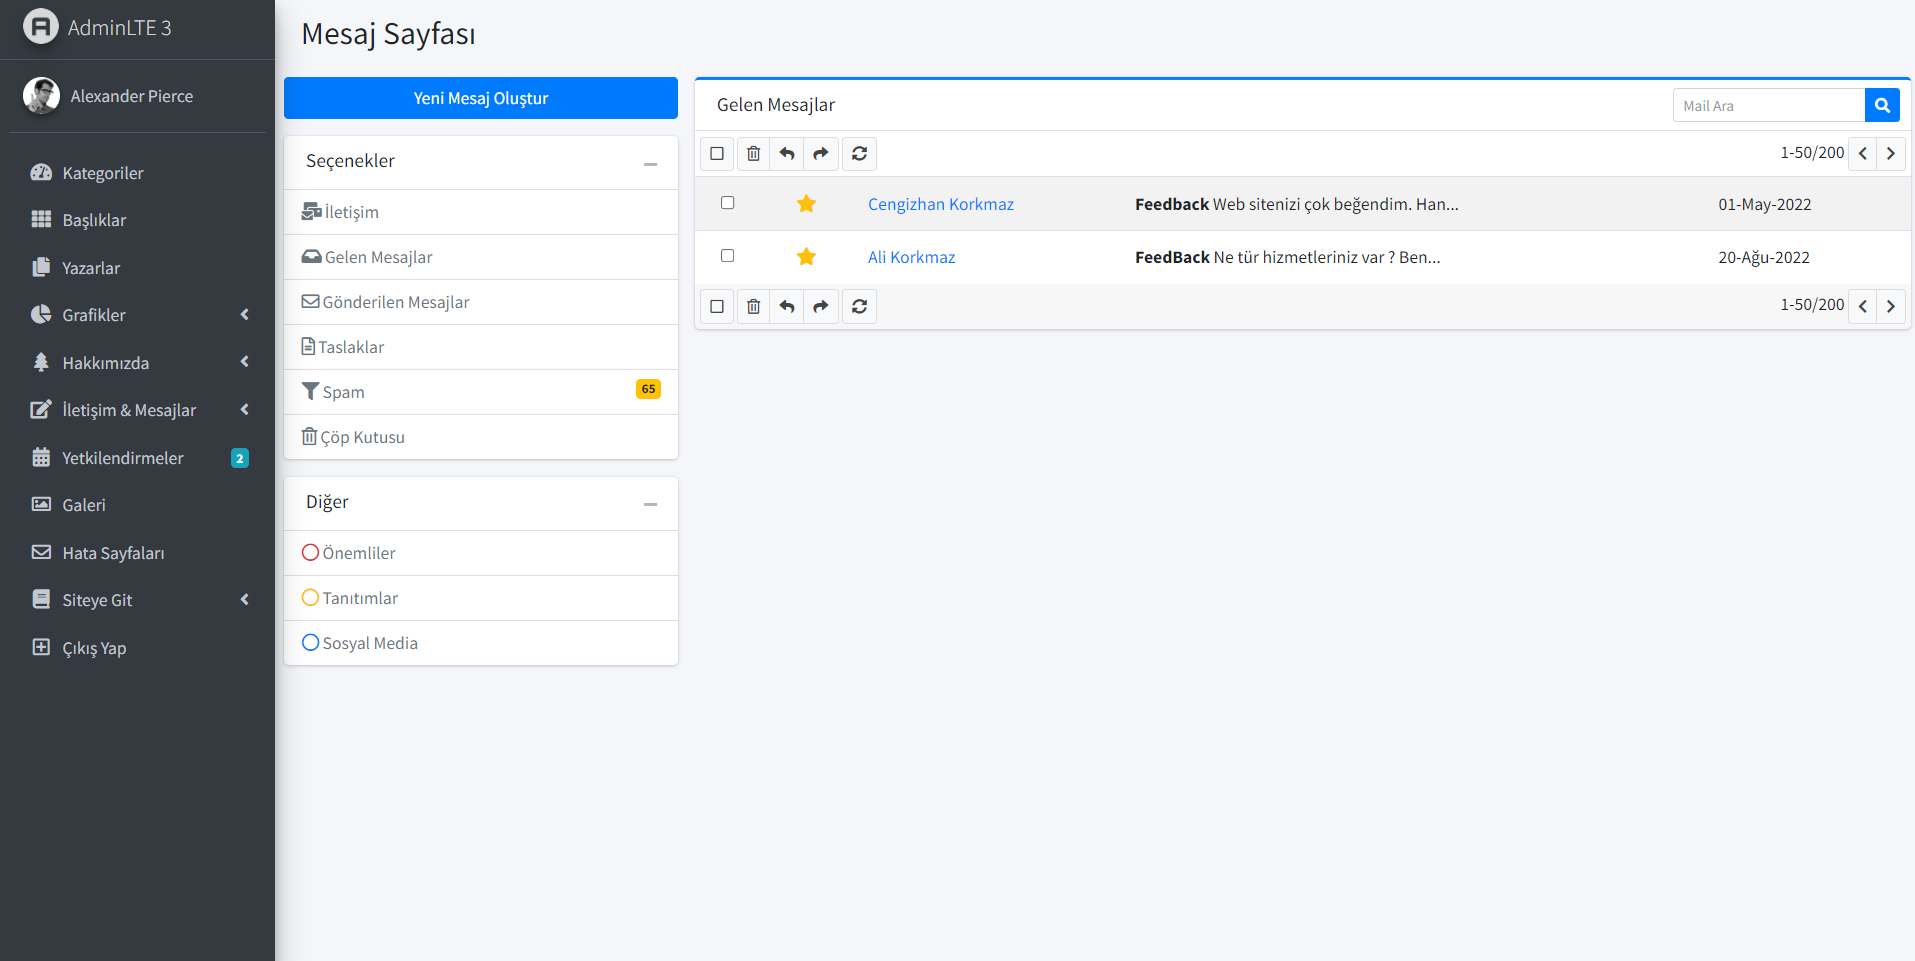 AdminLTE 3
Alexander Pierce
Kategoriler
Başlıklar
Yazarlar
Grafikler
Hakkımızda
İletişim & Mesajlar
Yetkilendirmeler 2
Galeri
Hata Sayfaları
Siteye Git
Çıkış Yap
Mesaj Sayfası
Yeni Mesaj Oluştur
Seçenekler
İletişim
Gelen Mesajlar
Gönderilen Mesajlar
Taslaklar
Spam 65
Çöp Kutusu
Diğer
Önemliler
Tanıtımlar
Sosyal Media
Gelen Mesajlar Mail Ara
1-50/200
Cengizhan Korkmaz Feedback Web sitenizi çok beğendim. Han... 01-May-2022
Ali Korkmaz FeedBack Ne tür hizmetleriniz var ? Ben... 20-Ağu-2022
1-50/200